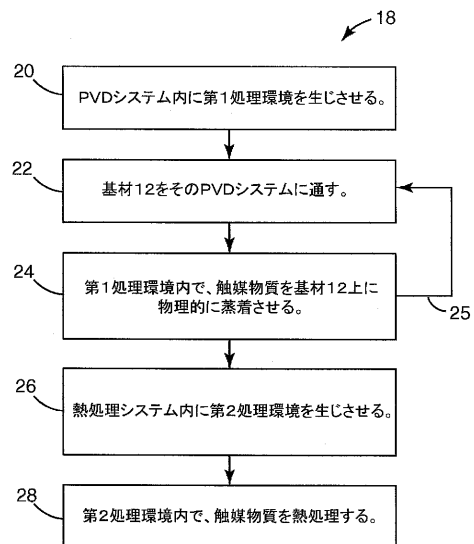 18
20
PVDシステム内に第1処理環境を生じさせる。
22
基材12をそのPVDシステムに通す。
24
第1処理環境内で、触媒物質を基材12上に
物理的に蒸着させる。
25
26
熱処理システム内に第2処理環境を生じさせる。
28
第2処理環境内で、触媒物質を熱処理する。